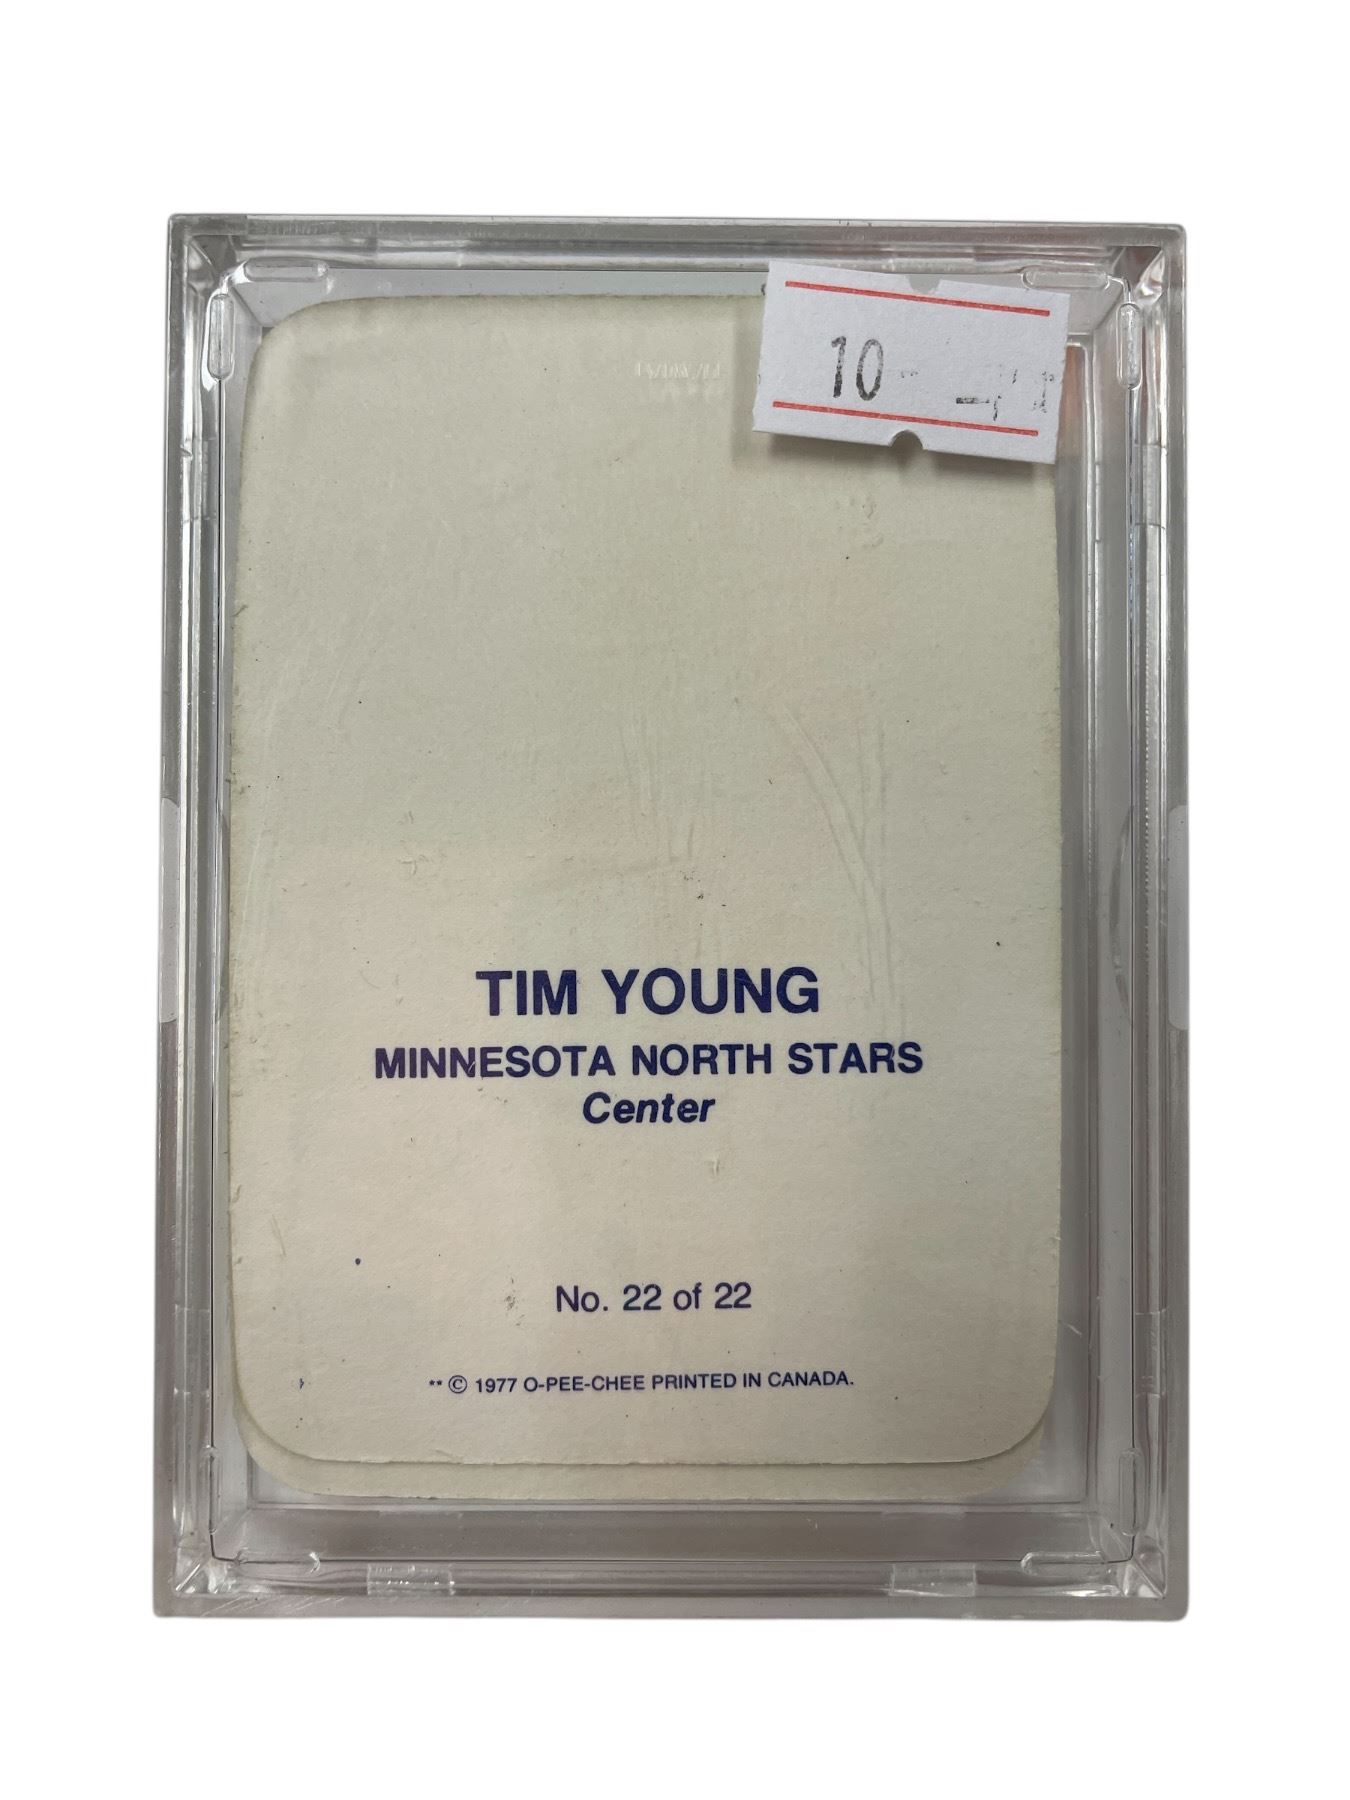 10
TIM YOUNG
MINNESOTA NORTH STARS
Center
No. 22 of 22
** © 1977 O-PEE-CHEE PRINTED IN CANADA.